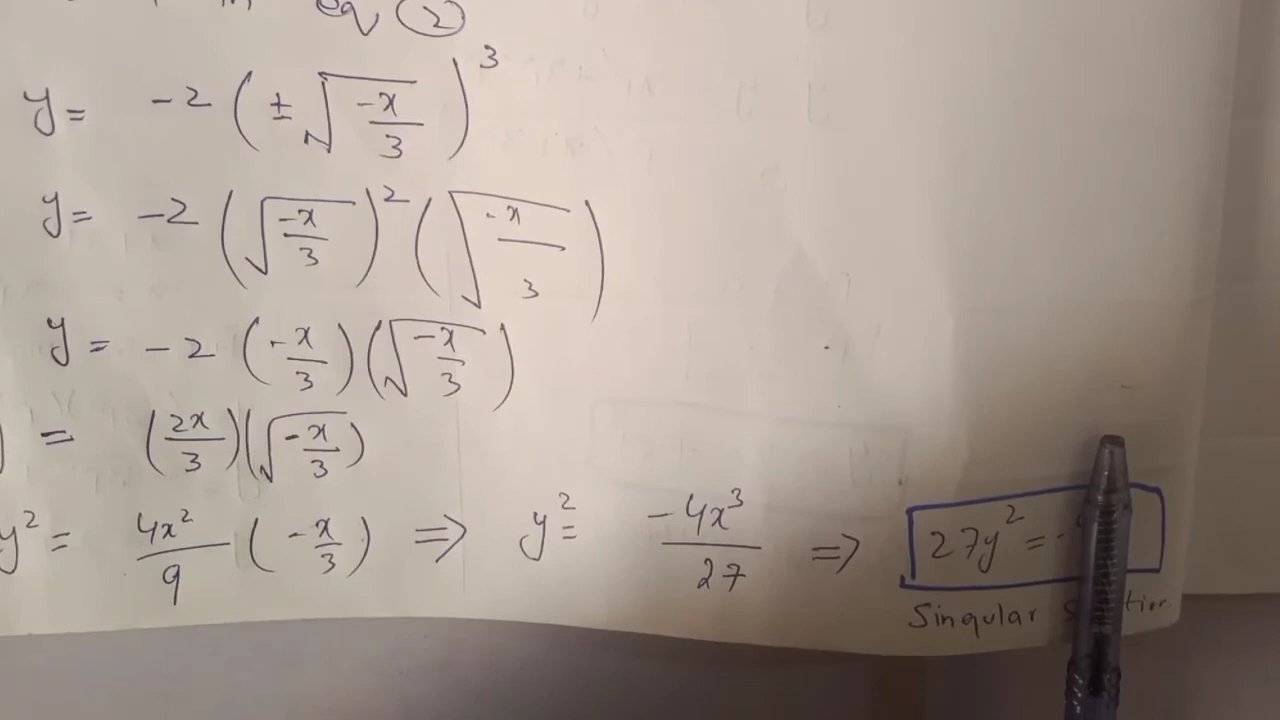 eq (2)
y = -2 (± √(-x/3))^3
y = -2 (√(-x/3))^2 (√(-x/3))
y = -2 (-x/3) (√(-x/3))
= (2x/3) (√(-x/3))
y^2 = 4x^2/9 (-x/3) ⇒ y^2 = -4x^3/27 ⇒ 27y^2 = -
Singular